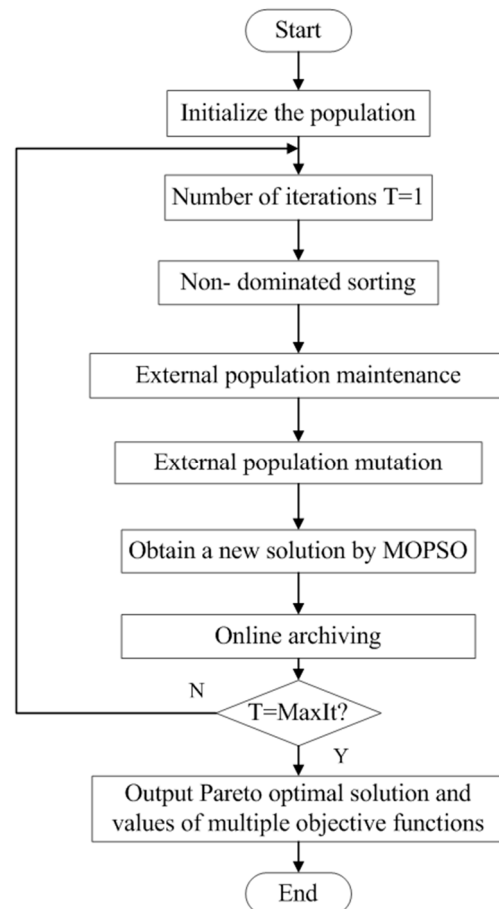 Start
Initialize the population
Number of iterations T=1
Non- dominated sorting
External population maintenance
External population mutation
Obtain a new solution by MOPSO
Online archiving
N
T=MaxIt?
Y
Output Pareto optimal solution and
values of multiple objective functions
End